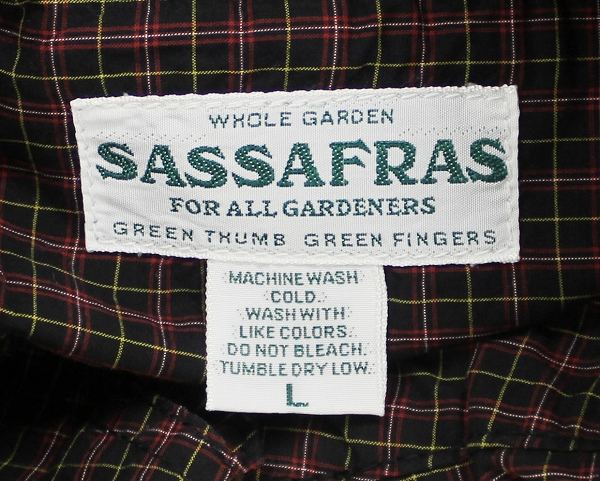 WHOLE GARDEN
SASSAFRAS
FOR ALL GARDENERS
GREEN THUMB GREEN FINGERS
MACHINE WASH
COLD.
WASH WITH
LIKE COLORS.
DO NOT BLEACH.
TUMBLE DRY LOW.
L